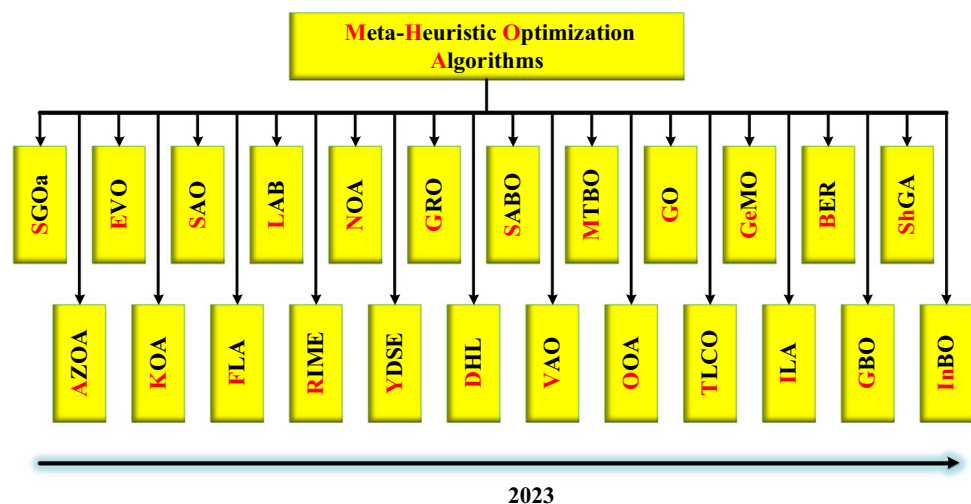 Meta-Heuristic Optimization
Algorithms
SGOa
EVO
SAO
LAB
NOA
GRO
SABO
MTBO
GO
GeMO
BER
ShGA
AZOA
KOA
FLA
RIME
YDSE
DHL
VAO
OOA
TLCO
ILA
GBO
InBO
2023